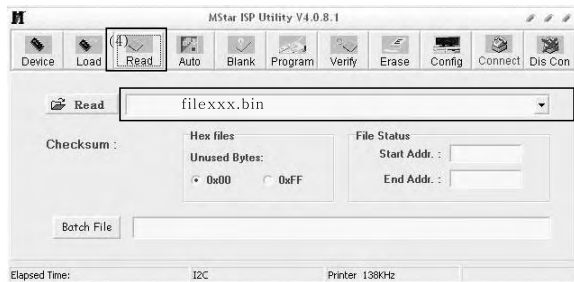 M MStar ISP Utility V4.0.8.1
Device Load (4) Read Auto Blank Program Verify Erase Config Connect Dis Con
Read filexxx.bin
Checksum :
Hex files
Unused Bytes:
0x00 0xFF
File Status
Start Addr. :
End Addr. :
Batch File
Elapsed Time: I2C Printer 138KHz